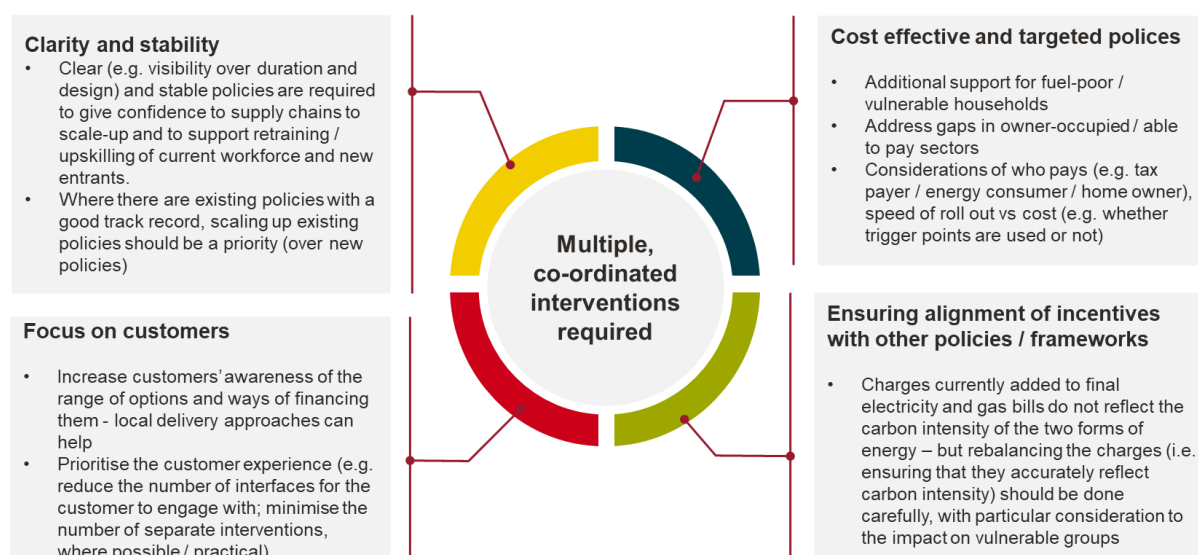 Clarity and stability
• Clear (e.g. visibility over duration and
design) and stable policies are required
to give confidence to supply chains to
scale-up and to support retraining /
upskilling of current workforce and new
entrants.
• Where there are existing policies with a
good track record, scaling up existing
policies should be a priority (over new
policies)
Cost effective and targeted polices
• Additional support for fuel-poor /
vulnerable households
• Address gaps in owner-occupied / able
to pay sectors
• Considerations of who pays (e.g. tax
payer / energy consumer / home owner),
speed of roll out vs cost (e.g. whether
trigger points are used or not)
Multiple,
co-ordinated
interventions
required
Focus on customers
• Increase customers' awareness of the
range of options and ways of financing
them - local delivery approaches can
help
• Prioritise the customer experience (e.g.
reduce the number of interfaces for the
customer to engage with; minimise the
number of separate interventions,
where possible / practical)
Ensuring alignment of incentives
with other policies / frameworks
• Charges currently added to final
electricity and gas bills do not reflect the
carbon intensity of the two forms of
energy – but rebalancing the charges (i.e.
ensuring that they accurately reflect
carbon intensity) should be done
carefully, with particular consideration to
the impact on vulnerable groups